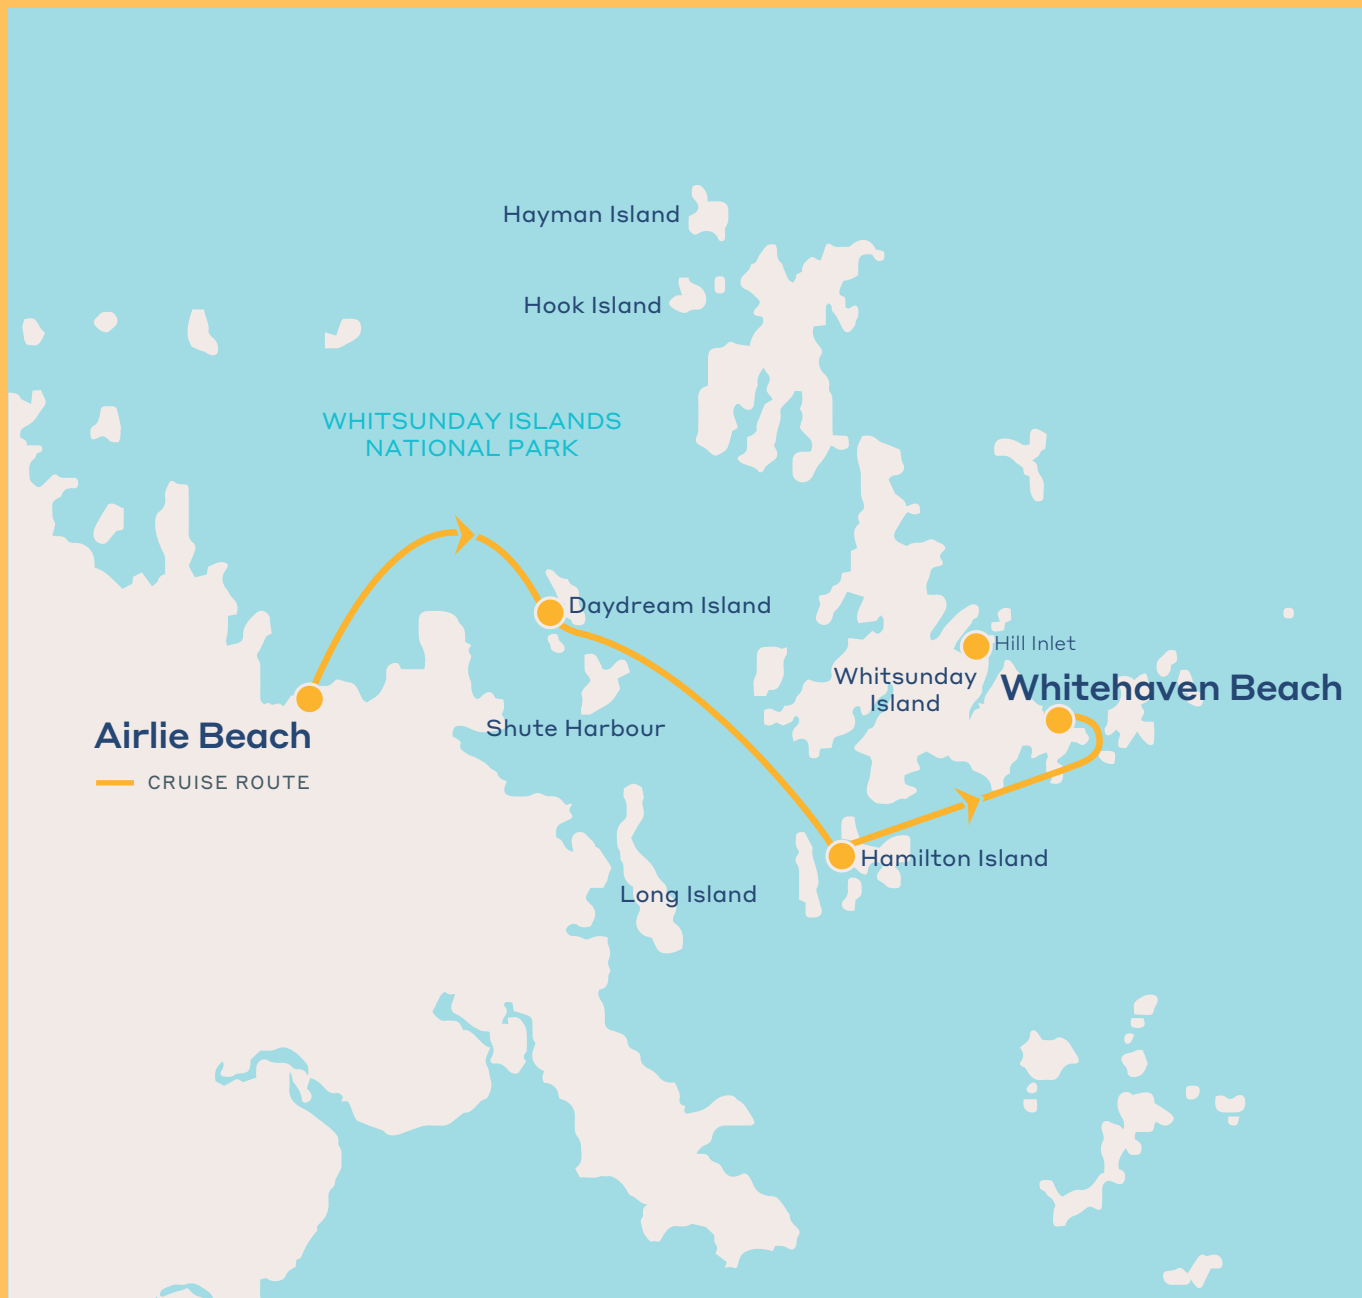 Hayman Island
Hook Island
WHITSUNDAY ISLANDS
NATIONAL PARK
Daydream Island
Hill Inlet
Whitsunday
Island
Whitehaven Beach
Shute Harbour
Airlie Beach
CRUISE ROUTE
Hamilton Island
Long Island